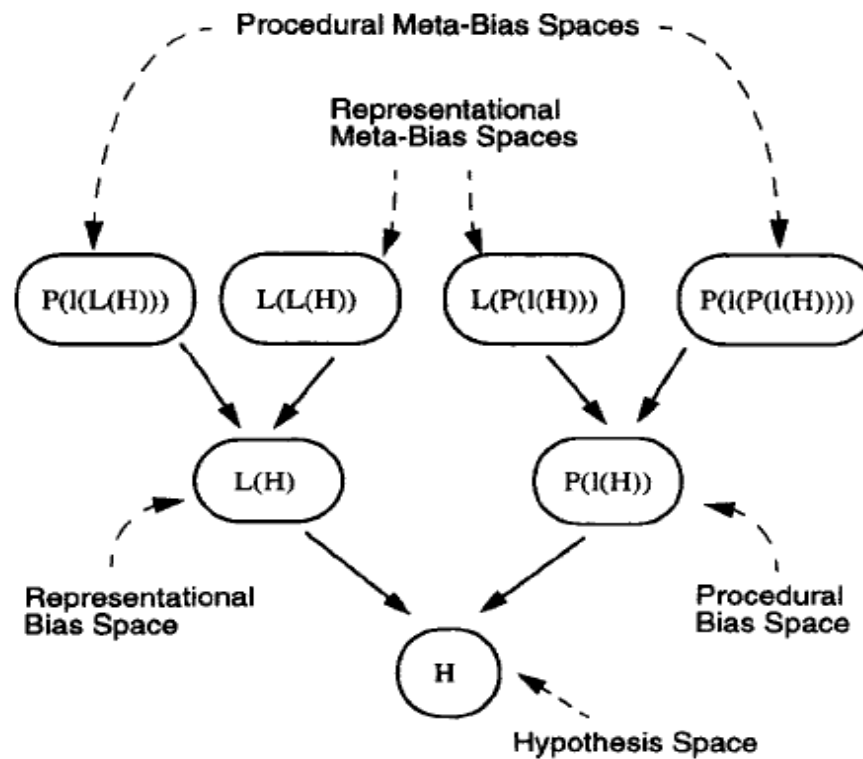 Procedural Meta-Bias Spaces
Representational
Meta-Bias Spaces
P(l(L(H)))
L(L(H))
L(P(l(H)))
P(l(P(l(H))))
L(H)
P(l(H))
Representational
Bias Space
Procedural
Bias Space
H
Hypothesis Space